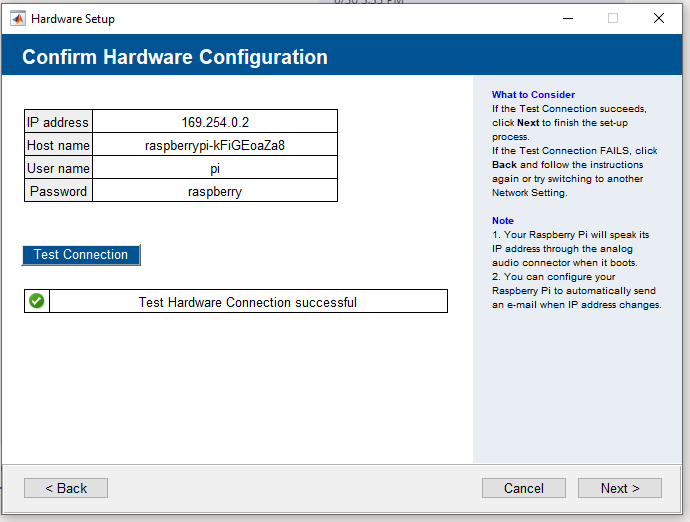 6/30 3:55 PM
Hardware Setup
Confirm Hardware Configuration
IP address 169.254.0.2
Host name raspberrypi-kFiGEoaZa8
User name pi
Password raspberry
Test Connection
Test Hardware Connection successful
What to Consider
If the Test Connection succeeds,
click Next to finish the set-up
process.
If the Test Connection FAILS, click
Back and follow the instructions
again or try switching to another
Network Setting.
Note
1. Your Raspberry Pi will speak its
IP address through the analog
audio connector when it boots.
2. You can configure your
Raspberry Pi to automatically send
an e-mail when IP address changes.
< Back
Cancel
Next >